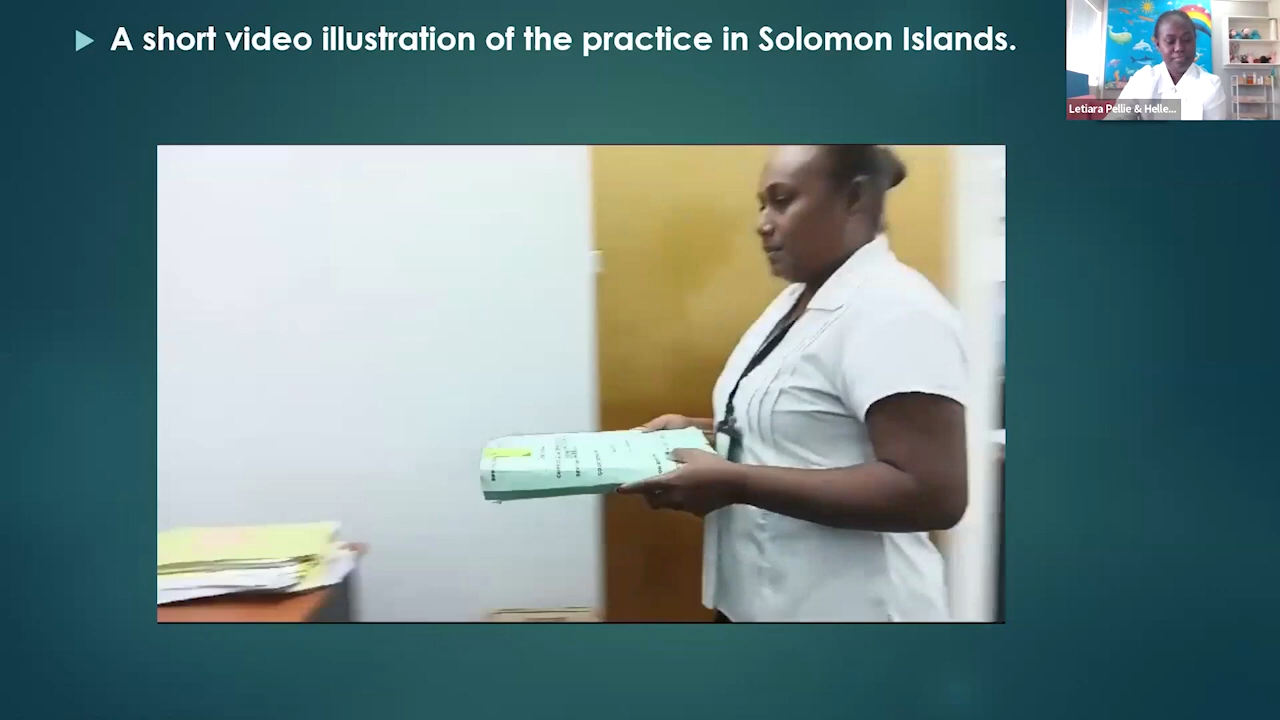 A short video illustration of the practice in Solomon Islands.
Letiara Pellie & Helle...